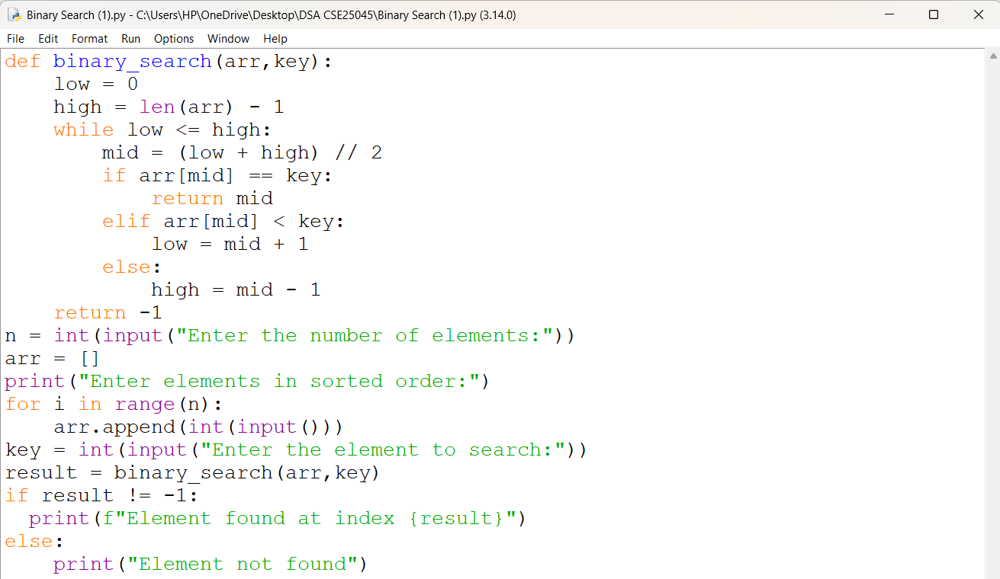 Binary Search (1).py - C:\Users\HP\OneDrive\Desktop\DSA CSE25045\Binary Search (1).py (3.14.0)
File Edit Format Run Options Window Help
def binary_search(arr,key):
    low = 0
    high = len(arr) - 1
    while low <= high:
        mid = (low + high) // 2
        if arr[mid] == key:
            return mid
        elif arr[mid] < key:
            low = mid + 1
        else:
            high = mid - 1
    return -1
n = int(input("Enter the number of elements:"))
arr = []
print("Enter elements in sorted order:")
for i in range(n):
    arr.append(int(input()))
key = int(input("Enter the element to search:"))
result = binary_search(arr,key)
if result != -1:
  print(f"Element found at index {result}")
else:
    print("Element not found")